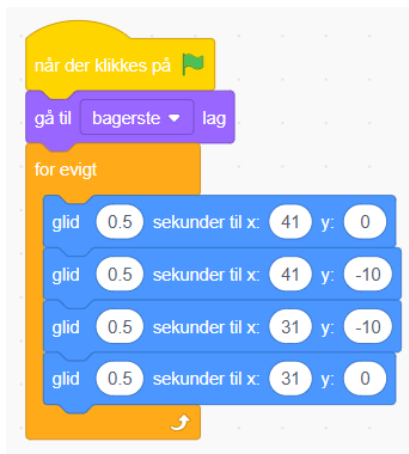 når der klikkes på
gå til bagerste lag
for evigt
glid 0.5 sekunder til x: 41 y: 0
glid 0.5 sekunder til x: 41 y: -10
glid 0.5 sekunder til x: 31 y: -10
glid 0.5 sekunder til x: 31 y: 0